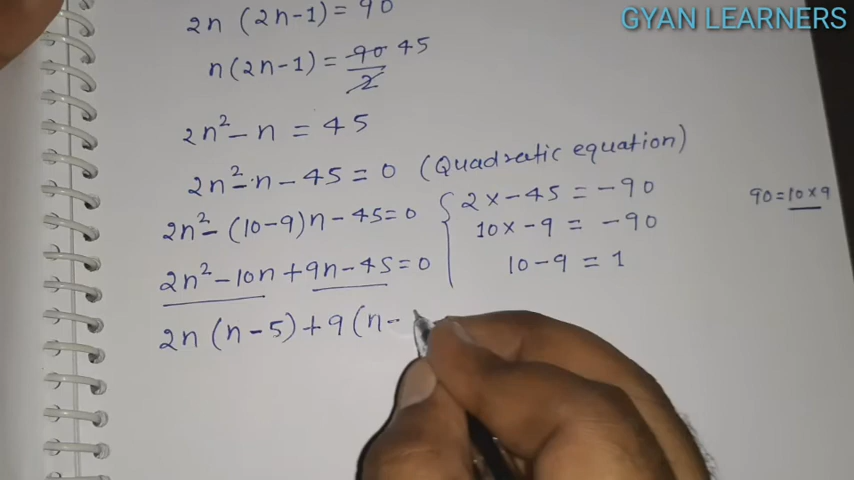 GYAN LEARNERS
2n (2n-1) = 90
n(2n-1) = 90/2 45
2n² - n = 45
2n² - n - 45 = 0 (Quadratic equation)
2n² - (10-9)n - 45 = 0
2n² - 10n + 9n - 45 = 0
2n (n-5) + 9 (n-
2 x -45 = -90
10 x -9 = -90
10 - 9 = 1
90 = 10 x 9